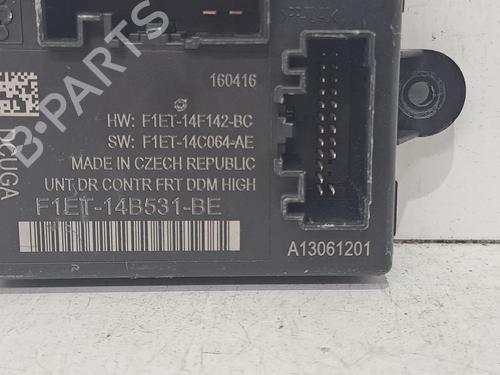 160416
HW: F1ET-14F142-BC
SW: F1ET-14C064-AE
MADE IN CZECH REPUBLIC
UNT DR CONTR FRT DDM HIGH
F1ET-14B531-BE
A13061201
DCUGA
B-PARTS